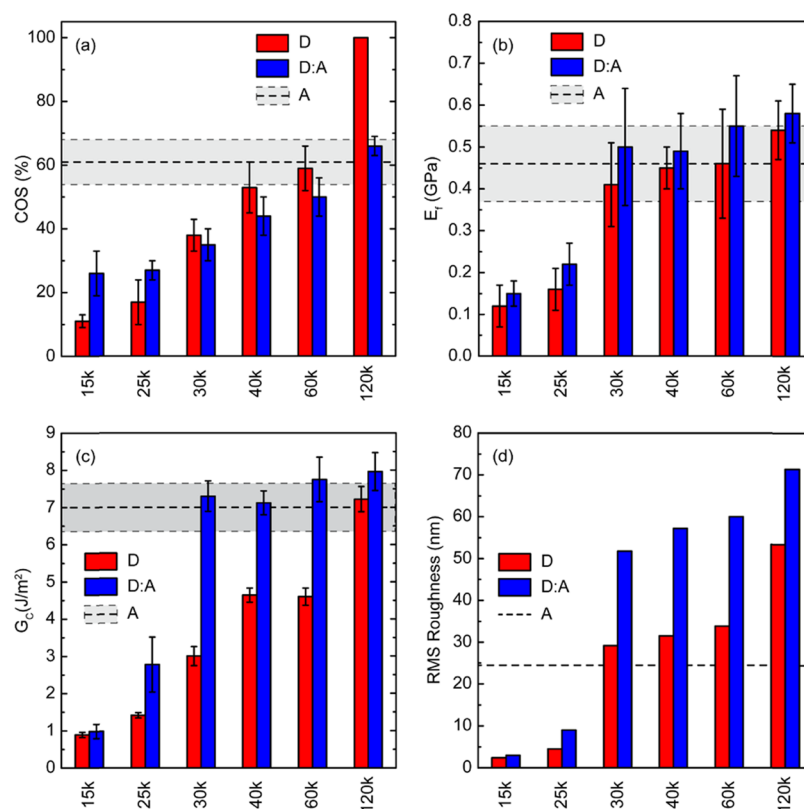 (a)
D
D:A
A
COS (%)
100
80
60
40
20
0
15k
25k
30k
40k
60k
120k
(b)
D
D:A
A
E_f (GPa)
0.8
0.7
0.6
0.5
0.4
0.3
0.2
0.1
0.0
15k
25k
30k
40k
60k
120k
(c)
D
D:A
A
G_C (J/m²)
9
8
7
6
5
4
3
2
1
0
15k
25k
30k
40k
60k
120k
(d)
D
D:A
A
RMS Roughness (nm)
80
70
60
50
40
30
20
10
0
15k
25k
30k
40k
60k
120k